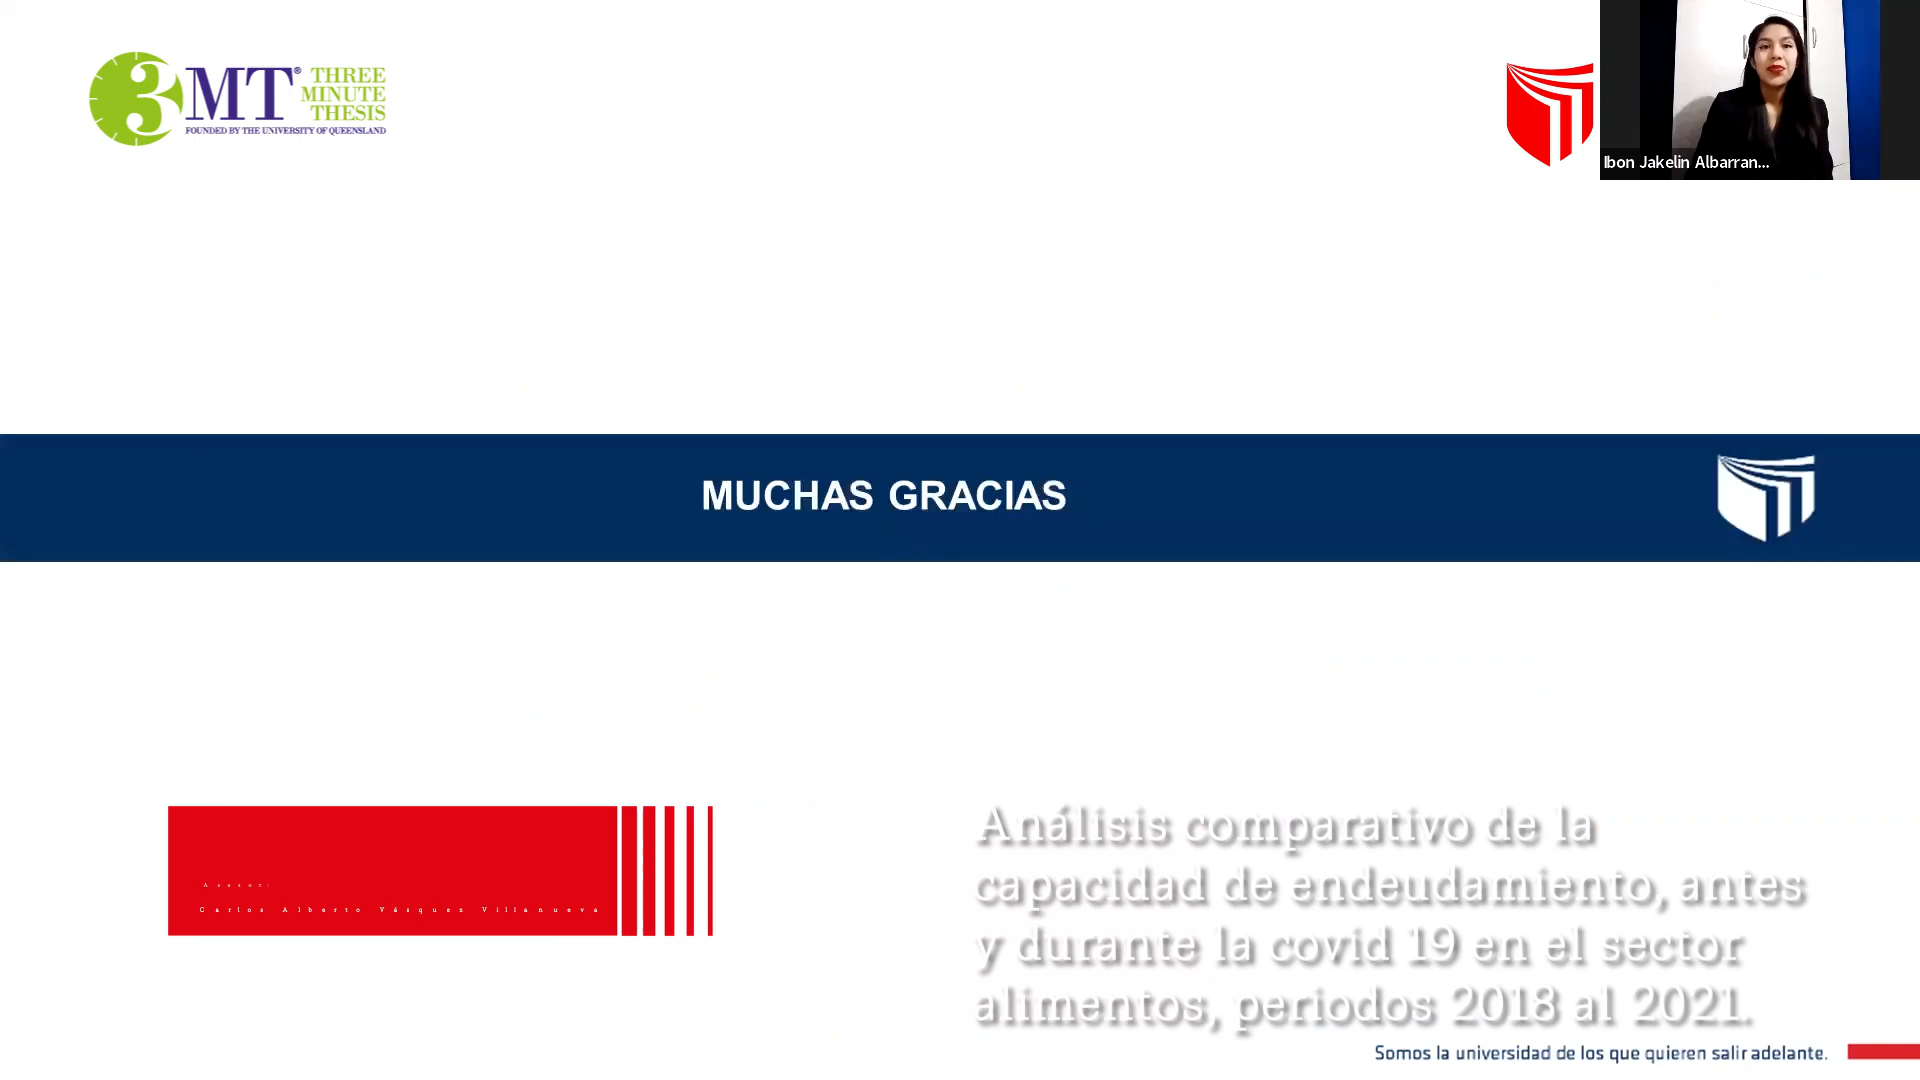 3MT® THREE
MINUTE
THESIS
FOUNDED BY THE UNIVERSITY OF QUEENSLAND
Ibon Jakelin Albarran...
MUCHAS GRACIAS
Asesor:
Carlos Alberto Vásquez Villanueva
Análisis comparativo de la
capacidad de endeudamiento, antes
y durante la covid 19 en el sector
alimentos, periodos 2018 al 2021.
Somos la universidad de los que quieren salir adelante.